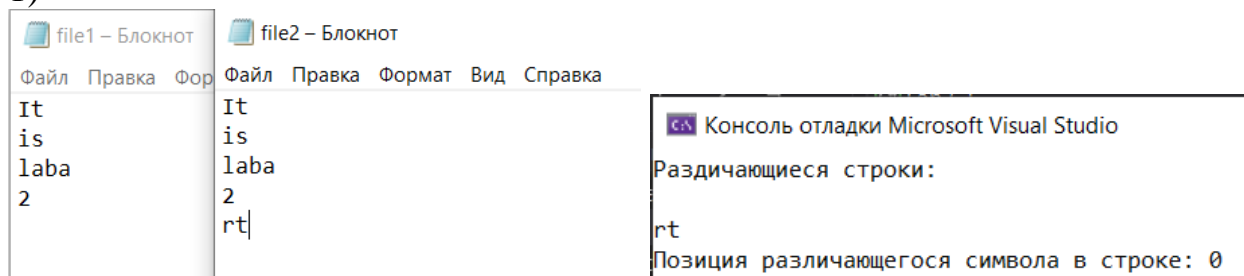 file1 – Блокнот
Файл Правка Фор
It
is
laba
2
file2 – Блокнот
Файл Правка Формат Вид Справка
It
is
laba
2
rt
Консоль отладки Microsoft Visual Studio
Раздичающиеся строки:
rt
Позиция различающегося символа в строке: 0